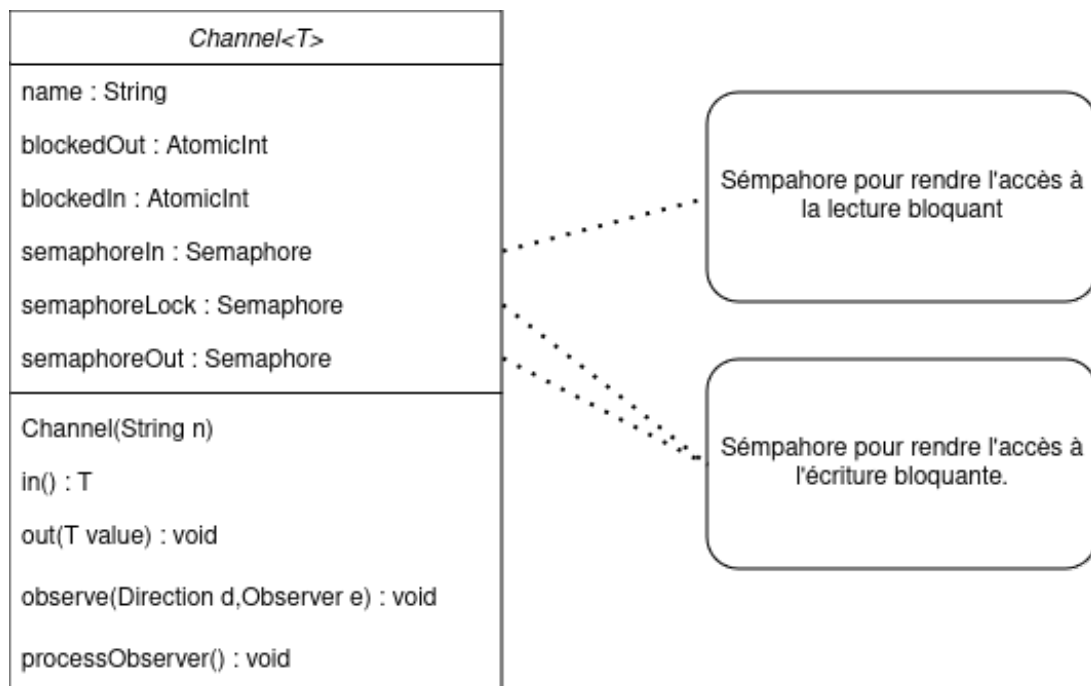 Channel<T>
name : String
blockedOut : AtomicInt
blockedIn : AtomicInt
semaphoreIn : Semaphore
semaphoreLock : Semaphore
semaphoreOut : Semaphore
Channel(String n)
in() : T
out(T value) : void
observe(Direction d,Observer e) : void
processObserver() : void
Sémpahore pour rendre l'accès à
la lecture bloquant
Sémpahore pour rendre l'accès à
l'écriture bloquante.